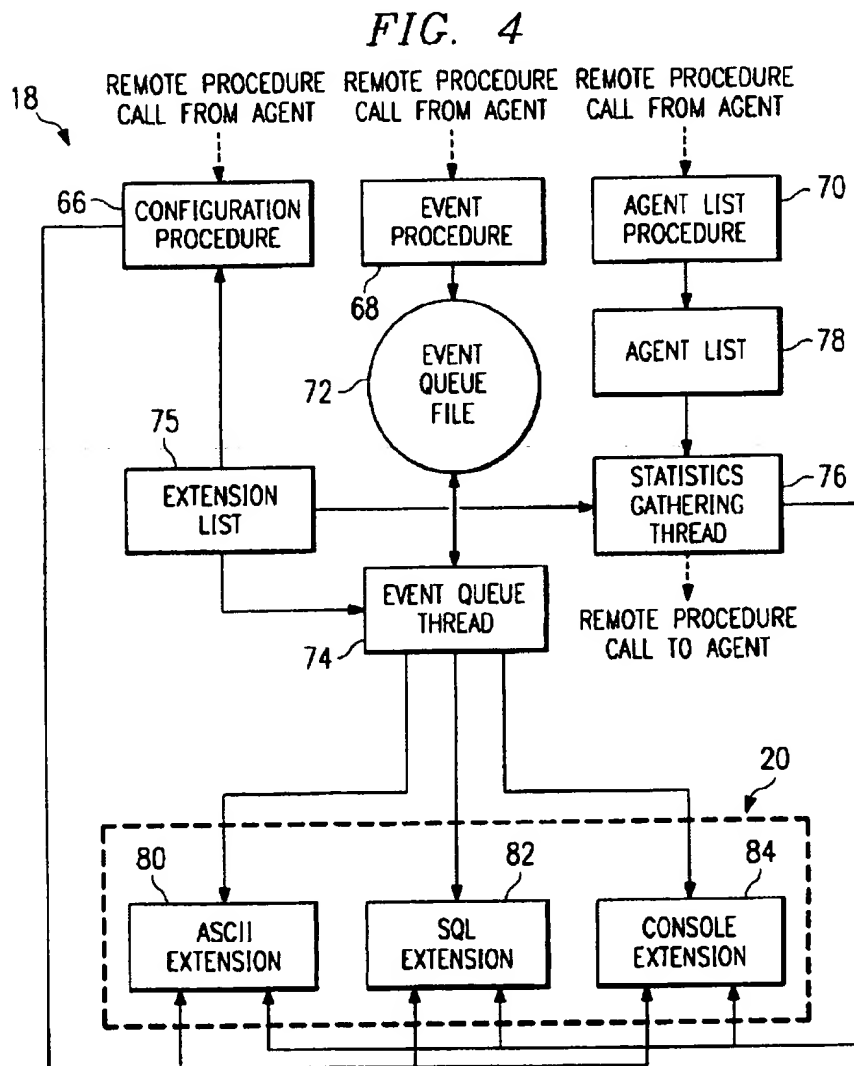 FIG. 4
18
REMOTE PROCEDURE
CALL FROM AGENT
REMOTE PROCEDURE
CALL FROM AGENT
REMOTE PROCEDURE
CALL FROM AGENT
66
CONFIGURATION
PROCEDURE
EVENT
PROCEDURE
68
AGENT LIST
PROCEDURE
70
72
EVENT
QUEUE
FILE
AGENT LIST
78
75
EXTENSION
LIST
STATISTICS
GATHERING
THREAD
76
EVENT QUEUE
THREAD
74
REMOTE PROCEDURE
CALL TO AGENT
20
80
ASCII
EXTENSION
82
SQL
EXTENSION
84
CONSOLE
EXTENSION